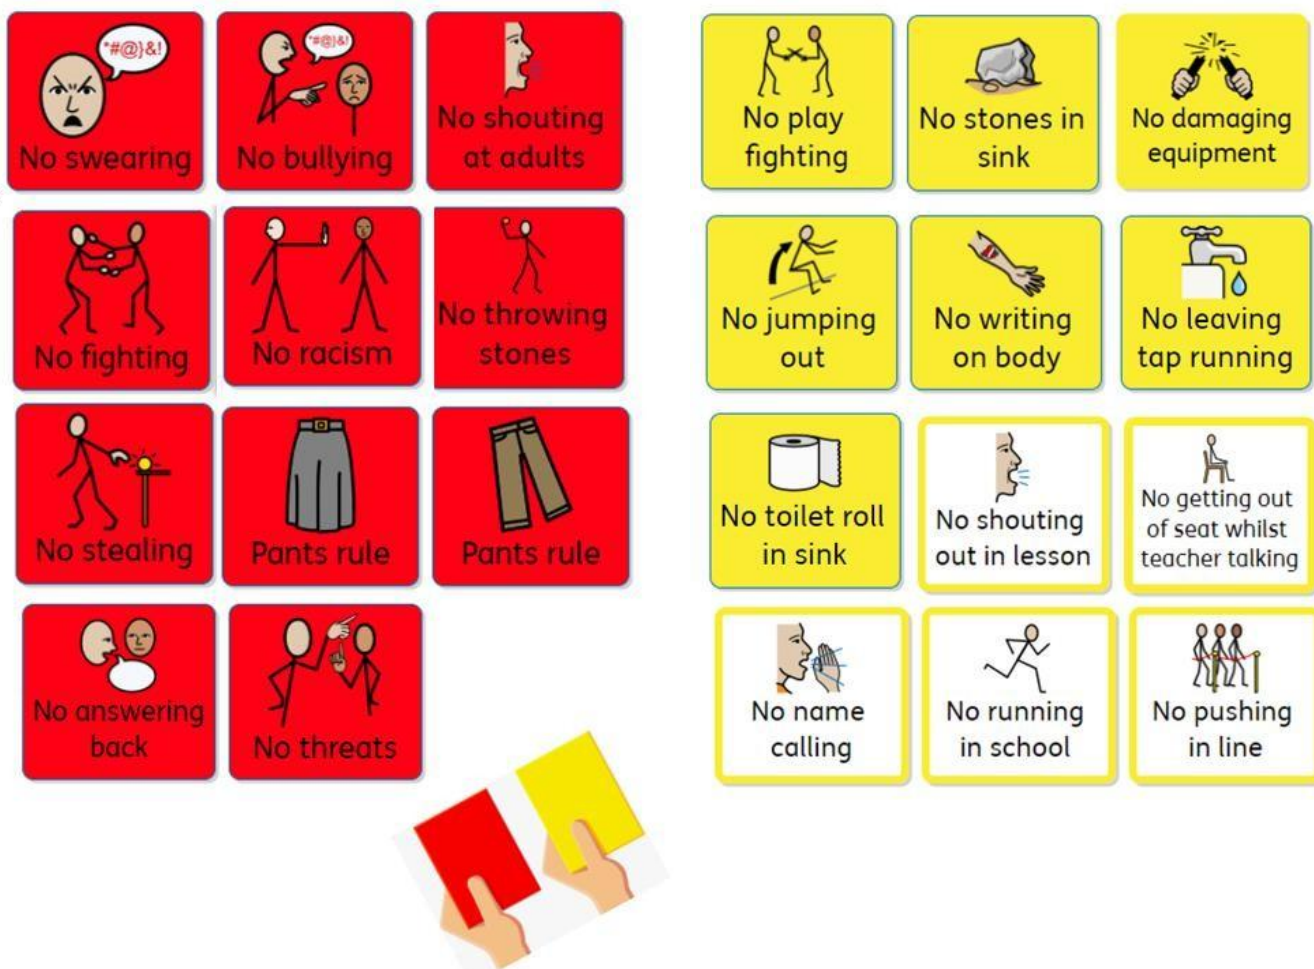 *#@}&!
No swearing
*#@}&!
No bullying
No shouting
at adults
No fighting
No racism
No throwing
stones
No stealing
Pants rule
Pants rule
No answering
back
No threats
No play
fighting
No stones in
sink
No damaging
equipment
No jumping
out
No writing
on body
No leaving
tap running
No toilet roll
in sink
No shouting
out in lesson
No getting out
of seat whilst
teacher talking
No name
calling
No running
in school
No pushing
in line